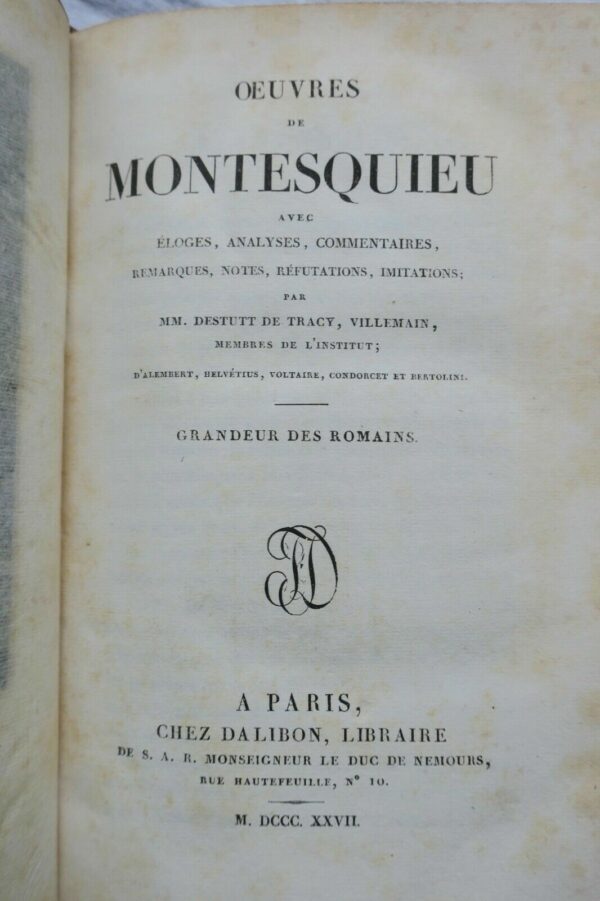 OEUVRES
DE
MONTESQUIEU
AVEC
ÉLOGES, ANALYSES, COMMENTAIRES,
REMARQUES, NOTES, RÉFUTATIONS, IMITATIONS;
PAR
MM. DESTUTT DE TRACY, VILLEMAIN,
MEMBRES DE L'INSTITUT;
D'ALEMBERT, HELVÉTIUS, VOLTAIRE, CONDORCET ET BERTOLINI.
GRANDEUR DES ROMAINS.
A PARIS,
CHEZ DALIBON, LIBRAIRE
DE S. A. R. MONSEIGNEUR LE DUC DE NEMOURS,
RUE HAUTEFEUILLE, Nº 10.
M. DCCC. XXVII.